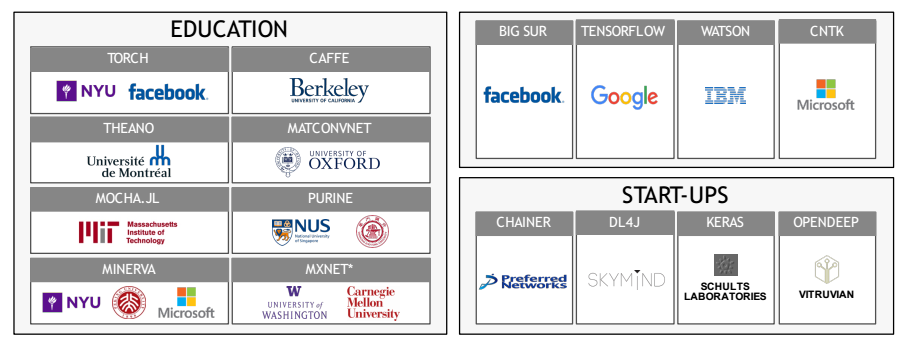 EDUCATION
TORCH
CAFFE
NYU facebook.
Berkeley
UNIVERSITY OF CALIFORNIA
THEANO
MATCONVNET
Université
de Montréal
UNIVERSITY OF
OXFORD
MOCHA.JL
PURINE
Massachusetts
Institute of
Technology
NUS
National University
of Singapore
MINERVA
MXNET*
NYU
Microsoft
W
UNIVERSITY of
WASHINGTON
Carnegie
Mellon
University
BIG SUR
TENSORFLOW
WATSON
CNTK
facebook.
Google
IBM
Microsoft
START-UPS
CHAINER
DL4J
KERAS
OPENDEEP
Preferred
Networks
SKYMIND
SCHULTS
LABORATORIES
VITRUVIAN